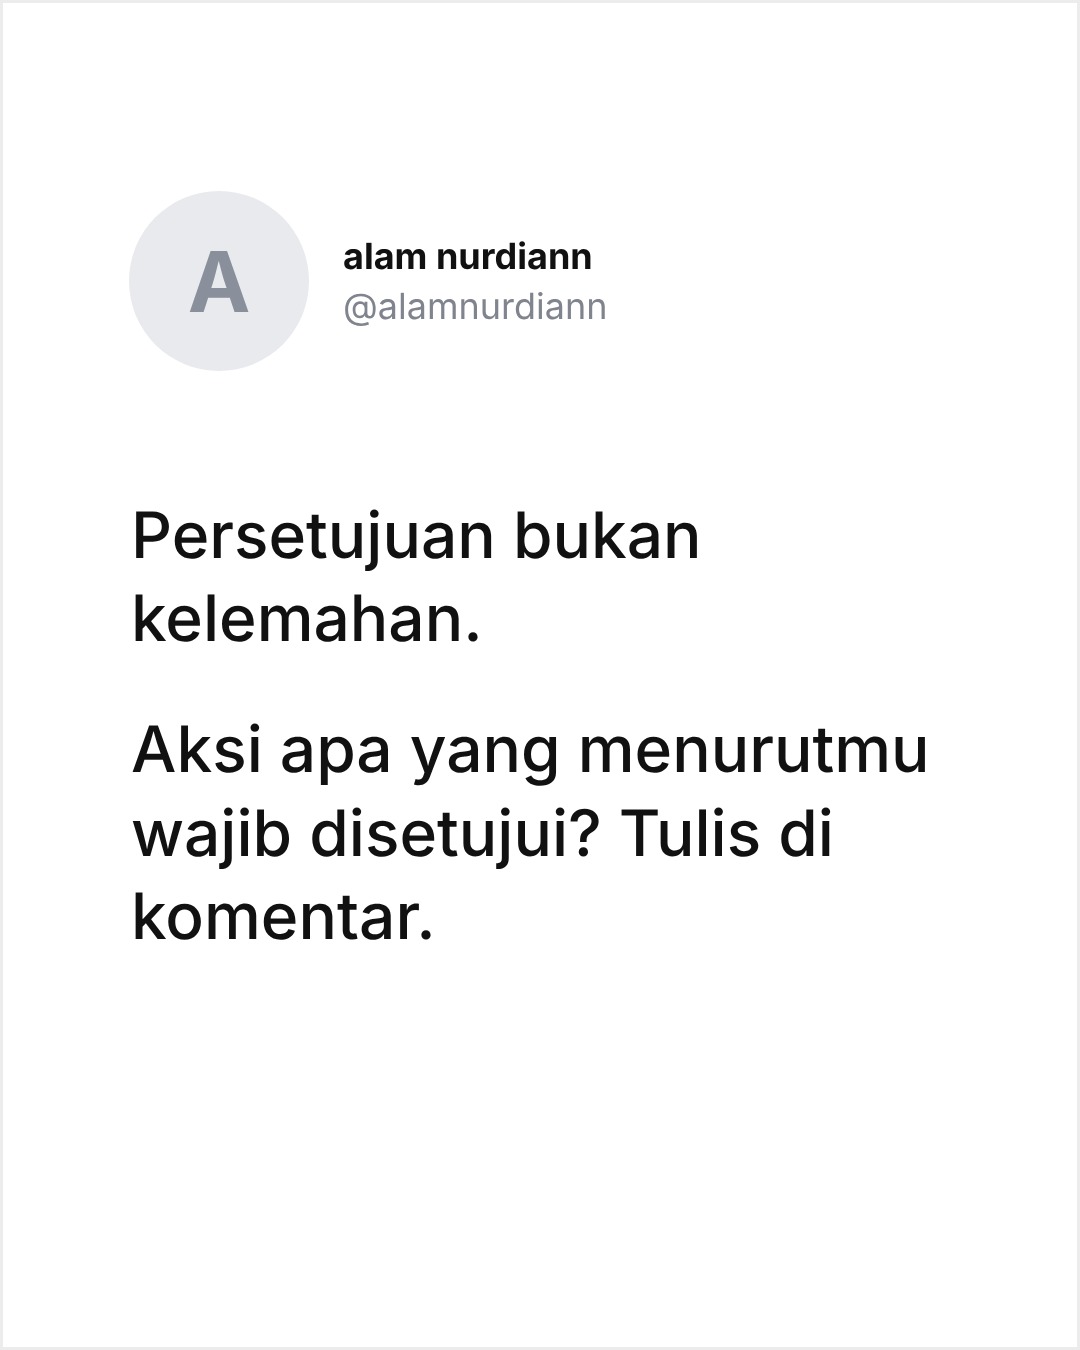 A
alam nurdiann
@alamnurdiann
Persetujuan bukan
kelemahan.
Aksi apa yang menurutmu
wajib disetujui? Tulis di
komentar.